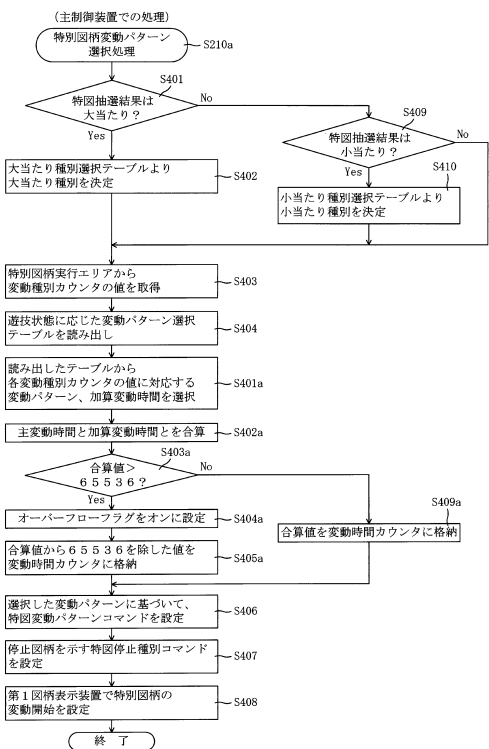 (主制御装置での処理)
特別図柄変動パターン
選択処理
S210a
S401
特図抽選結果は
大当たり？
No
Yes
S409
特図抽選結果は
小当たり？
No
Yes
大当たり種別選択テーブルより
大当たり種別を決定
S402
S410
小当たり種別選択テーブルより
小当たり種別を決定
特別図柄実行エリアから
変動種別カウンタの値を取得
S403
遊技状態に応じた変動パターン選択
テーブルを読み出し
S404
読み出したテーブルから
各変動種別カウンタの値に対応する
変動パターン、加算変動時間を選択
S401a
主変動時間と加算変動時間とを合算
S402a
S403a
合算値＞
６５５３６？
No
Yes
オーバーフローフラグをオンに設定
S404a
S409a
合算値を変動時間カウンタに格納
合算値から６５５３６を除した値を
変動時間カウンタに格納
S405a
選択した変動パターンに基づいて、
特図変動パターンコマンドを設定
S406
停止図柄を示す特図停止種別コマンド
を設定
S407
第１図柄表示装置で特別図柄の
変動開始を設定
S408
終 了